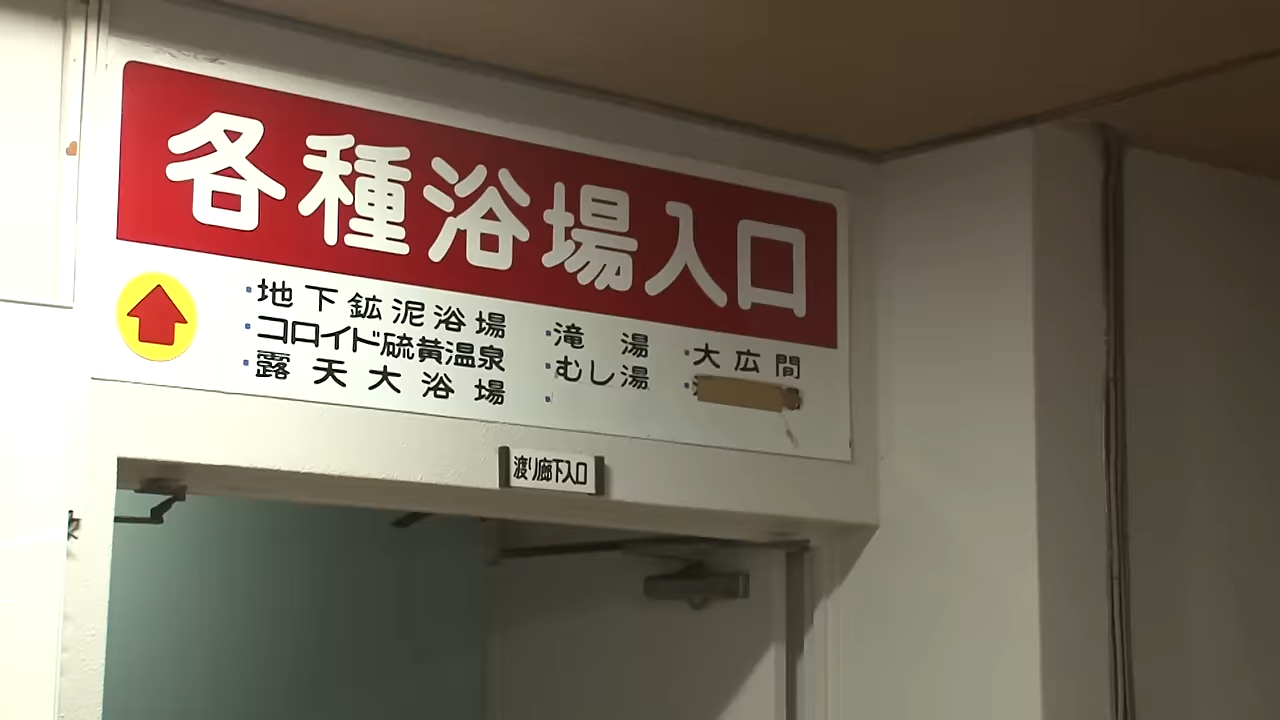 各種浴場入口
・地下鉱泥浴場
・コロイド硫黄温泉
・露天大浴場
・滝湯
・むし湯
・
・大広間
渡り廊下入口